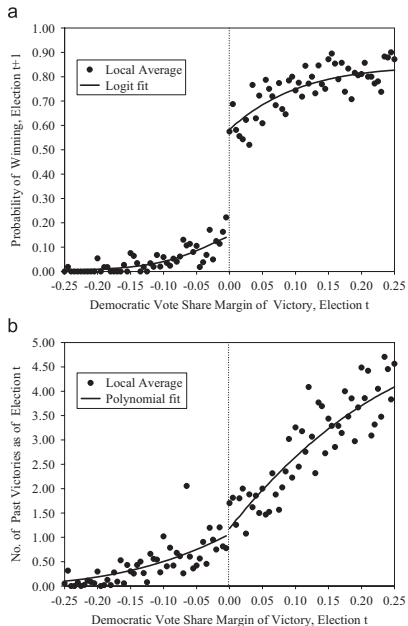 a
1.00
0.90
0.80
0.70
0.60
0.50
0.40
0.30
0.20
0.10
0.00
Probability of Winning, Election t+1
Local Average
Logit fit
-0.25 -0.20 -0.15 -0.10 -0.05 0.00 0.05 0.10 0.15 0.20 0.25
Democratic Vote Share Margin of Victory, Election t
b
5.00
4.50
4.00
3.50
3.00
2.50
2.00
1.50
1.00
0.50
0.00
No. of Past Victories as of Election t
Local Average
Polynomial fit
-0.25 -0.20 -0.15 -0.10 -0.05 0.00 0.05 0.10 0.15 0.20 0.25
Democratic Vote Share Margin of Victory, Election t